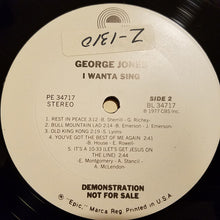 Z-1310
GEORGE JONES
I WANTA SING
PE 34717
STEREO
SIDE 2
BL 34717
℗ 1977 CBS Inc.
1. REST IN PEACE 3:12 - B. Sherrill - G. Richey-
2. BULL MOUNTAIN LAD 2:14 - B. Emerson - J. Emerson-
3. OLD KING KONG 2:29 - S. Lyons-
4. YOU'VE GOT THE BEST OF ME AGAIN 2:01
- B. House - E. Rowell-
5. IT'S A 10:33 (LET'S GET JESUS ON
THE LINE) 2:44
- E. Montgomery - A. Stancil -
A. McLendon-
DEMONSTRATION
NOT FOR SALE
"Epic," Marca Reg. Printed in U.S.A